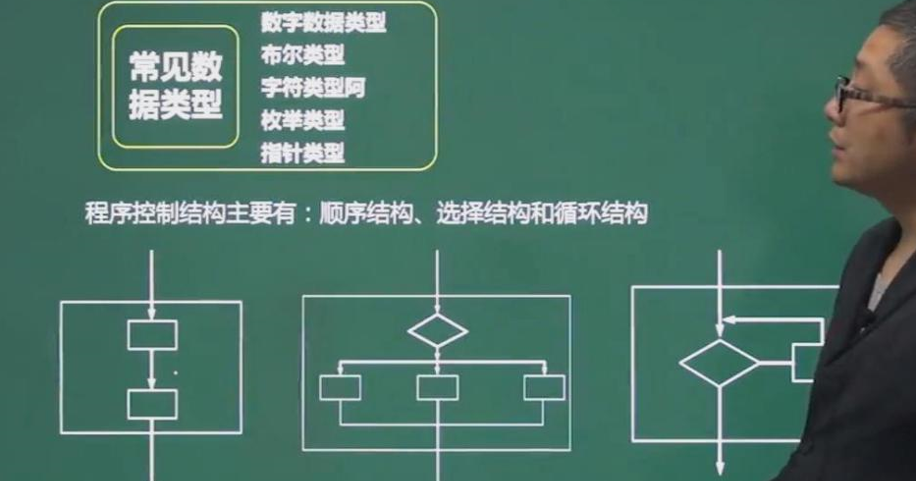 常见数
据类型
数字数据类型
布尔类型
字符类型阿
枚举类型
指针类型
程序控制结构主要有：顺序结构、选择结构和循环结构